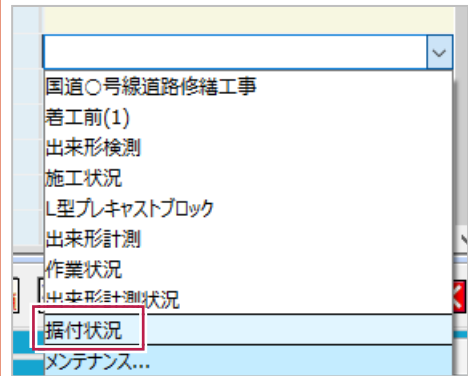 国道○号線道路修繕工事
着工前(1)
出来形検測
施工状況
L型プレキャストブロック
出来形計測
作業状況
出来形計測状況
据付状況
メンテナンス...